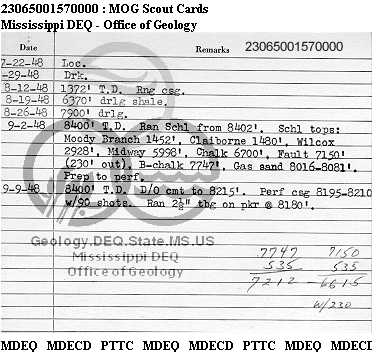 23065001570000 : MOG Scout Cards
Mississippi DEQ - Office of Geology
Date Remarks 23065001570000
7-22-48 Loc.
-29-48 Drk.
8-12-48 1372' T.D. Rng csg.
8-19-48 6370' drlg shale.
8-26-48 7900' drlg.
9-2-48 8400' T.D. Ran Schl from 8402'. Schl tops:
Moody Branch 1452', Claiborne 1480', Wilcox
2928', Midway 5998', Chalk 6700', Fault 7150'
(230' out), B-chalk 7747'. Gas sand 8016-8081'.
Prep to perf.
9-9-48 8400' T.D. D/O cmt to 8215'. Perf csg 8195-8210
w/90 shots. Ran 2½" tbg on pkr @ 8180'.
Geology.DEQ.State.MS.US
Mississippi DEQ
Office of Geology
7747 7150
535 535
7212 - 6615
w/230
MDEQ MDECD PTTC MDEQ MDECD PTTC MDEQ MDECD